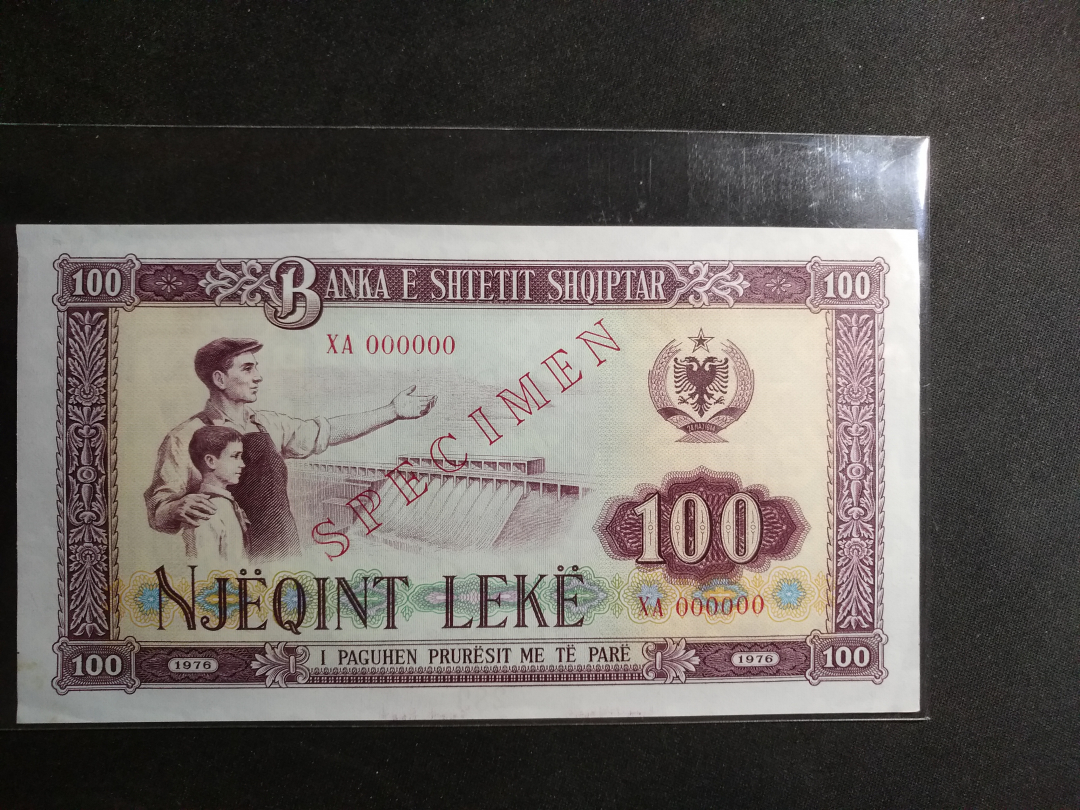 100
BANKA E SHTETIT SHQIPTAR
100
XA 000000
SPECIMEN
100
NJËQINT LEKË
XA 000000
100
1976
I PAGUHEN PRURËSIT ME TË PARË
1976
100